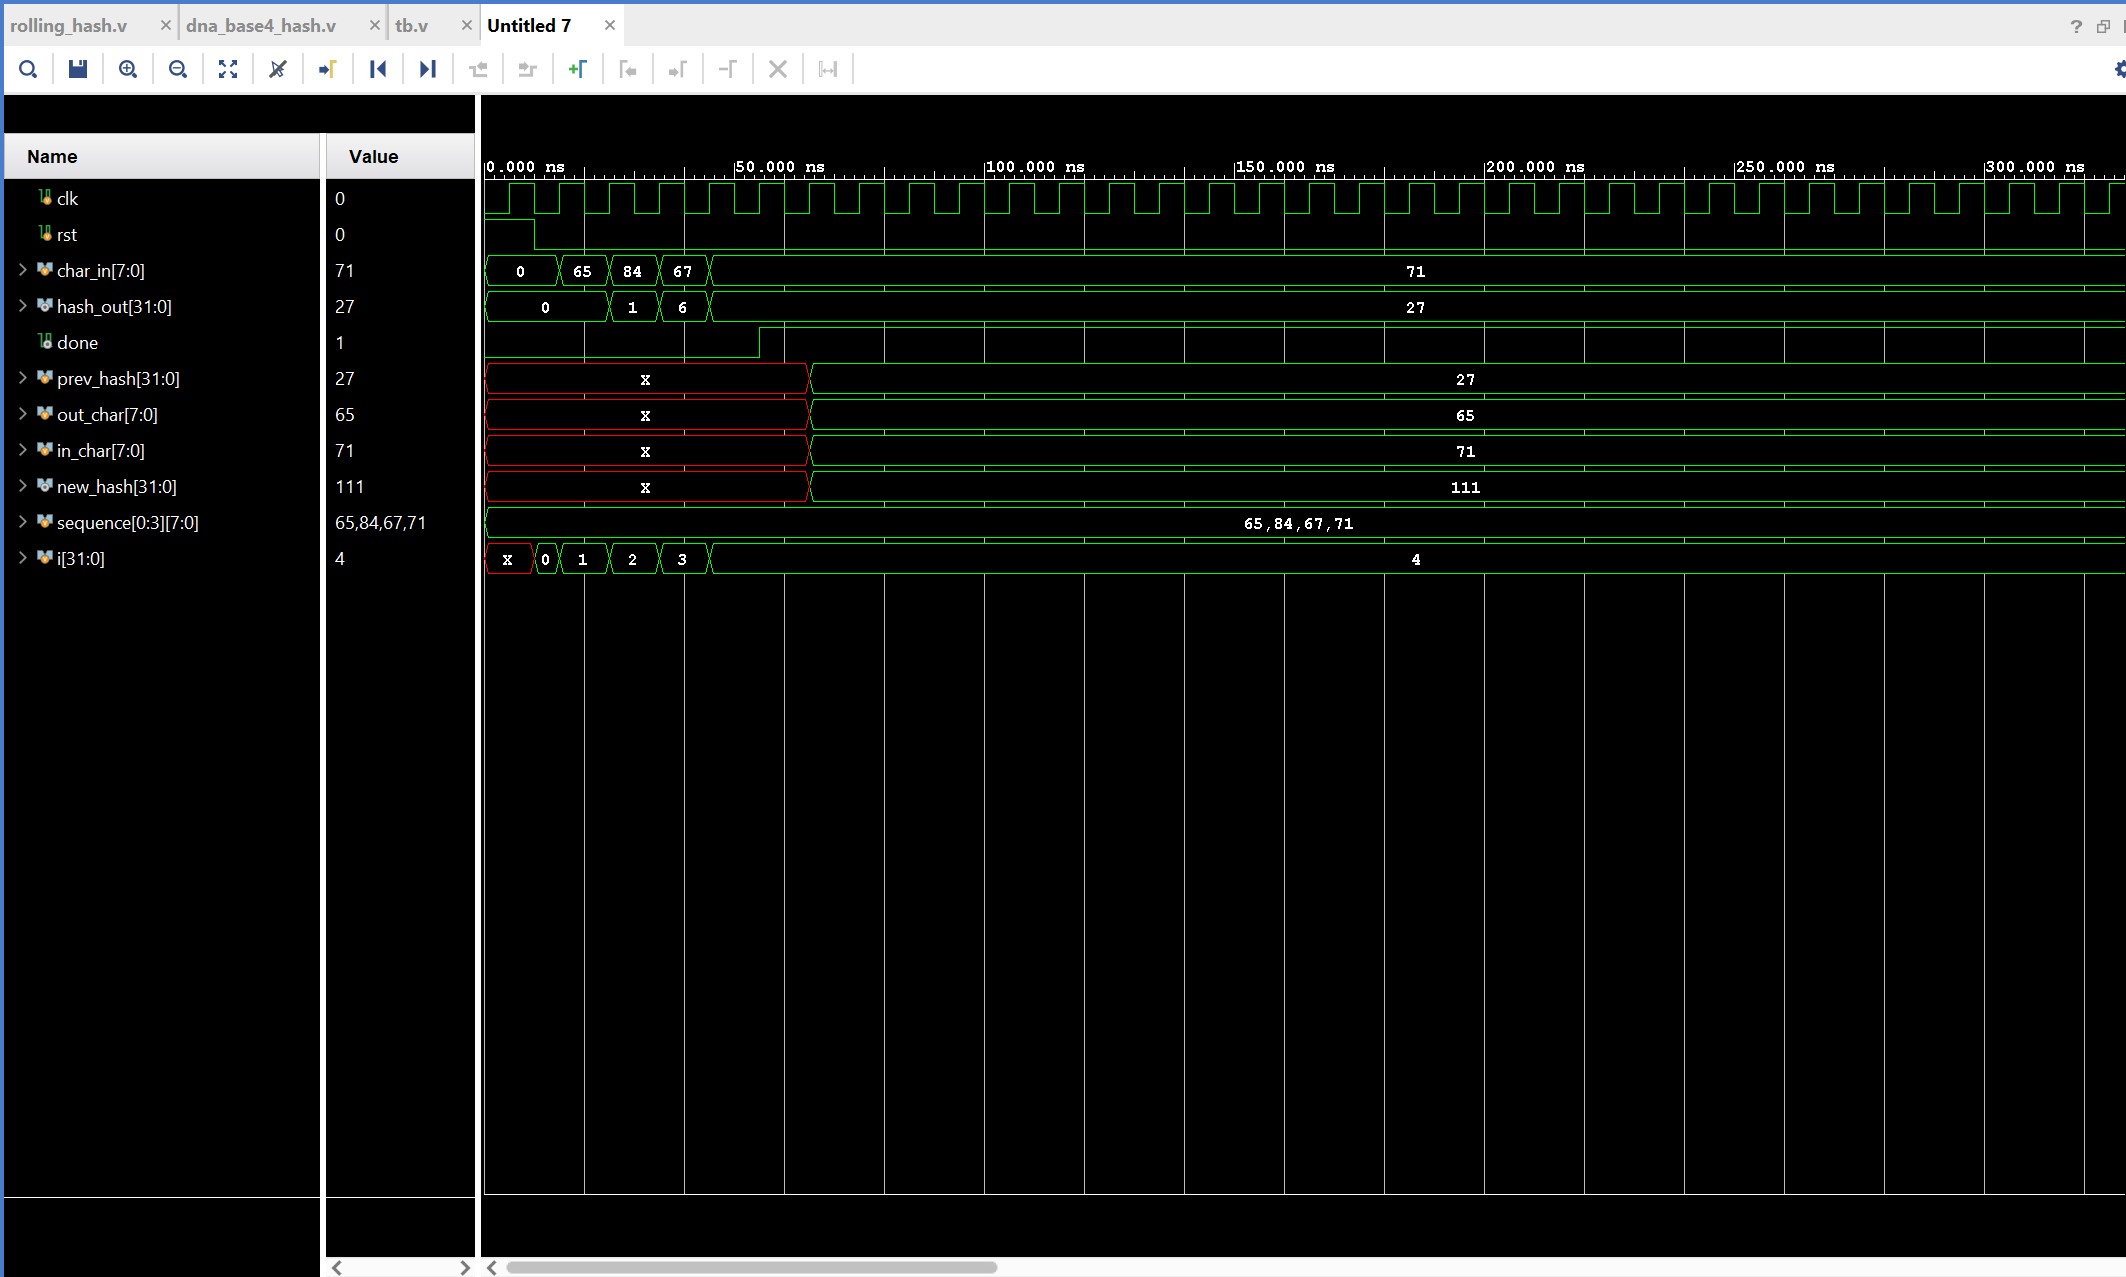 rolling_hash.v × dna_base4_hash.v × tb.v × Untitled 7 × ?
Name Value
0.000 ns 50.000 ns 100.000 ns 150.000 ns 200.000 ns 250.000 ns 300.000 ns
clk 0
rst 0
char_in[7:0] 71 0 65 84 67 71
hash_out[31:0] 27 0 1 6 27
done 1
prev_hash[31:0] 27 X 27
out_char[7:0] 65 X 65
in_char[7:0] 71 X 71
new_hash[31:0] 111 X 111
sequence[0:3][7:0] 65,84,67,71 65,84,67,71
i[31:0] 4 X 0 1 2 3 4